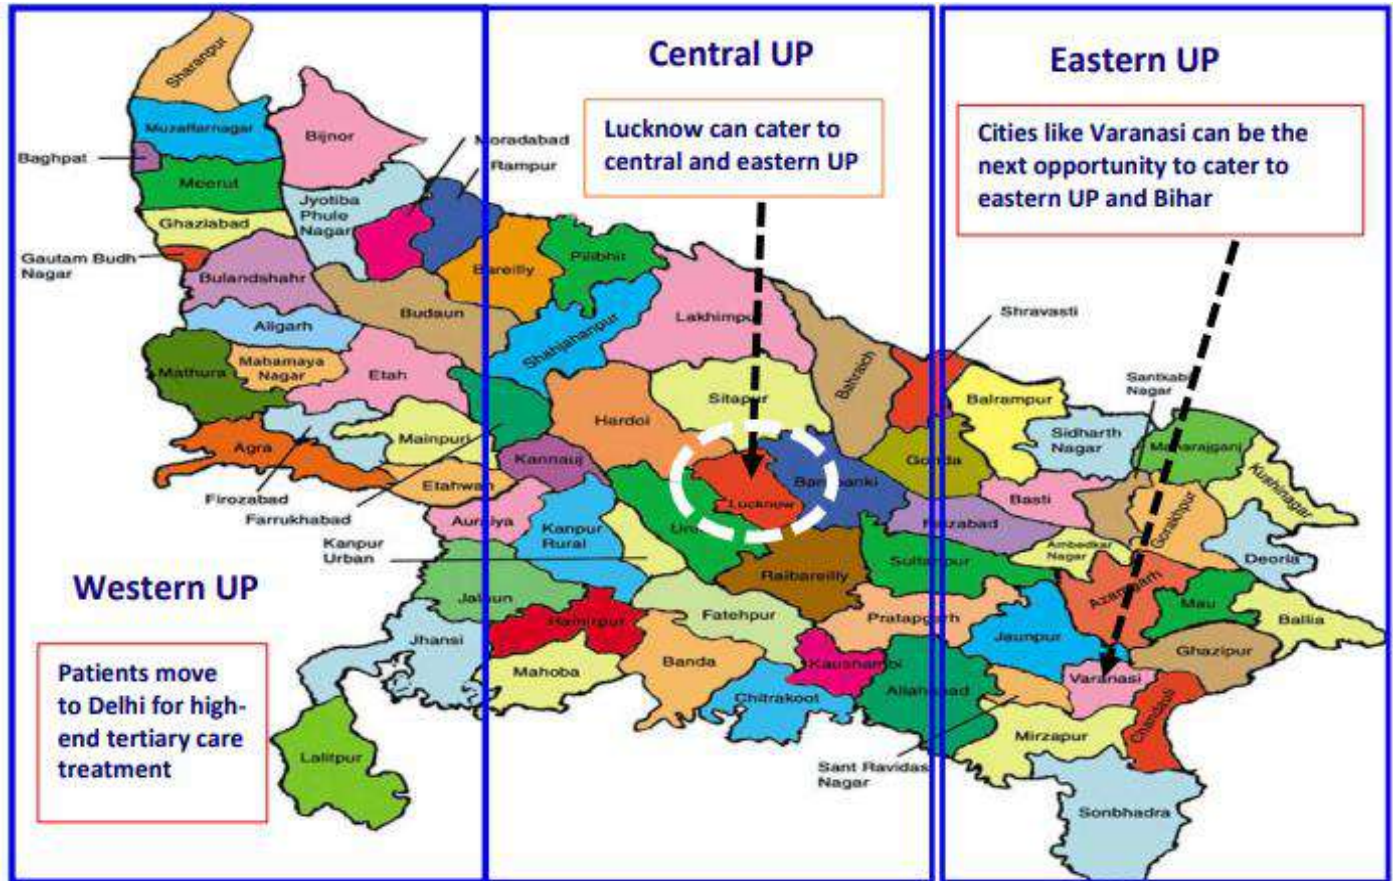 Central UP
Eastern UP
Lucknow can cater to
central and eastern UP
Cities like Varanasi can be the
next opportunity to cater to
eastern UP and Bihar
Sharanpur
Muzaffarnagar
Bijnor
Moradabad
Rampur
Baghpat
Meerut
Jyotiba
Phule
Nagar
Ghaziabad
Gautam Budh
Nagar
Bulandshahr
Bareilly
Pilibhit
Budaun
Aligarh
Shahjahanpur
Lakhimpur
Shravasti
Mathura
Mahamaya
Nagar
Etah
Bahraich
Santkabi
Nagar
Sitapur
Balrampur
Hardoi
Sidharth
Nagar
Maharajganj
Agra
Mainpuri
Kannauj
Gonda
Kushinagar
Firozabad
Etahwah
Lucknow
Barabanki
Basti
Gorakhpur
Farrukhabad
Auraiya
Kanpur
Rural
Faizabad
Kanpur
Urban
Ambedkar
Nagar
Deoria
Raibareilly
Sultanpur
Western UP
Jalaun
Azamgarh
Mau
Ballia
Hamirpur
Fatehpur
Pratapgarh
Jaunpur
Jhansi
Ghazipur
Patients move
to Delhi for high-
end tertiary care
treatment
Mahoba
Banda
Kaushambi
Varanasi
Chitrakoot
Allahabad
Chandauli
Mirzapur
Lalitpur
Sant Ravidas
Nagar
Sonbhadra